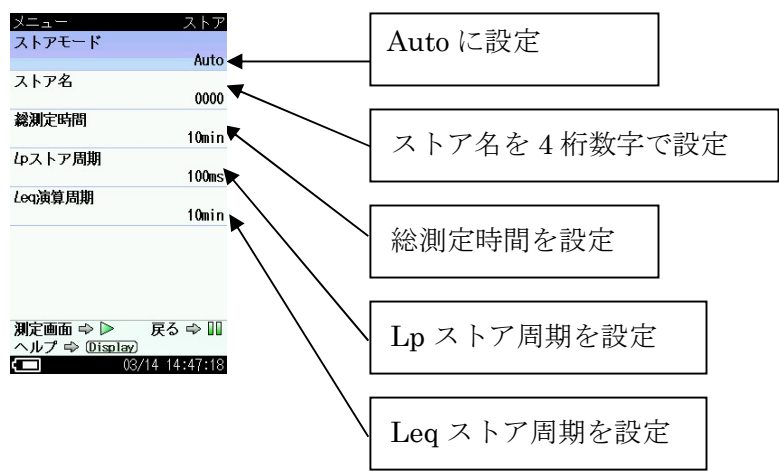 メニュー ストア
ストアモード
Auto
ストア名
0000
総測定時間
10min
Lpストア周期
100ms
Leq演算周期
10min
測定画面 ⇨ ▷ 戻る ⇨ ▯▯
ヘルプ ⇨ Display
03/14 14:47:18
Auto に設定
ストア名を 4 桁数字で設定
総測定時間を設定
Lp ストア周期を設定
Leq ストア周期を設定